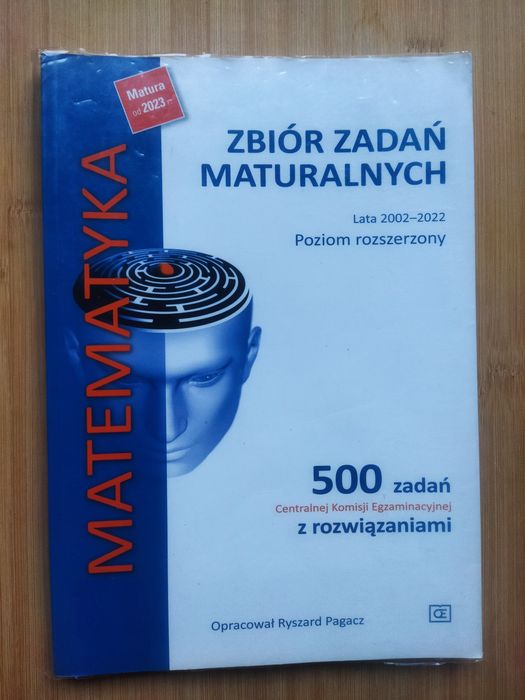 Matura
od 2023 r.
MATEMATYKA
ZBIÓR ZADAŃ
MATURALNYCH
Lata 2002–2022
Poziom rozszerzony
500 zadań
Centralnej Komisji Egzaminacyjnej
z rozwiązaniami
Opracował Ryszard Pagacz
OE